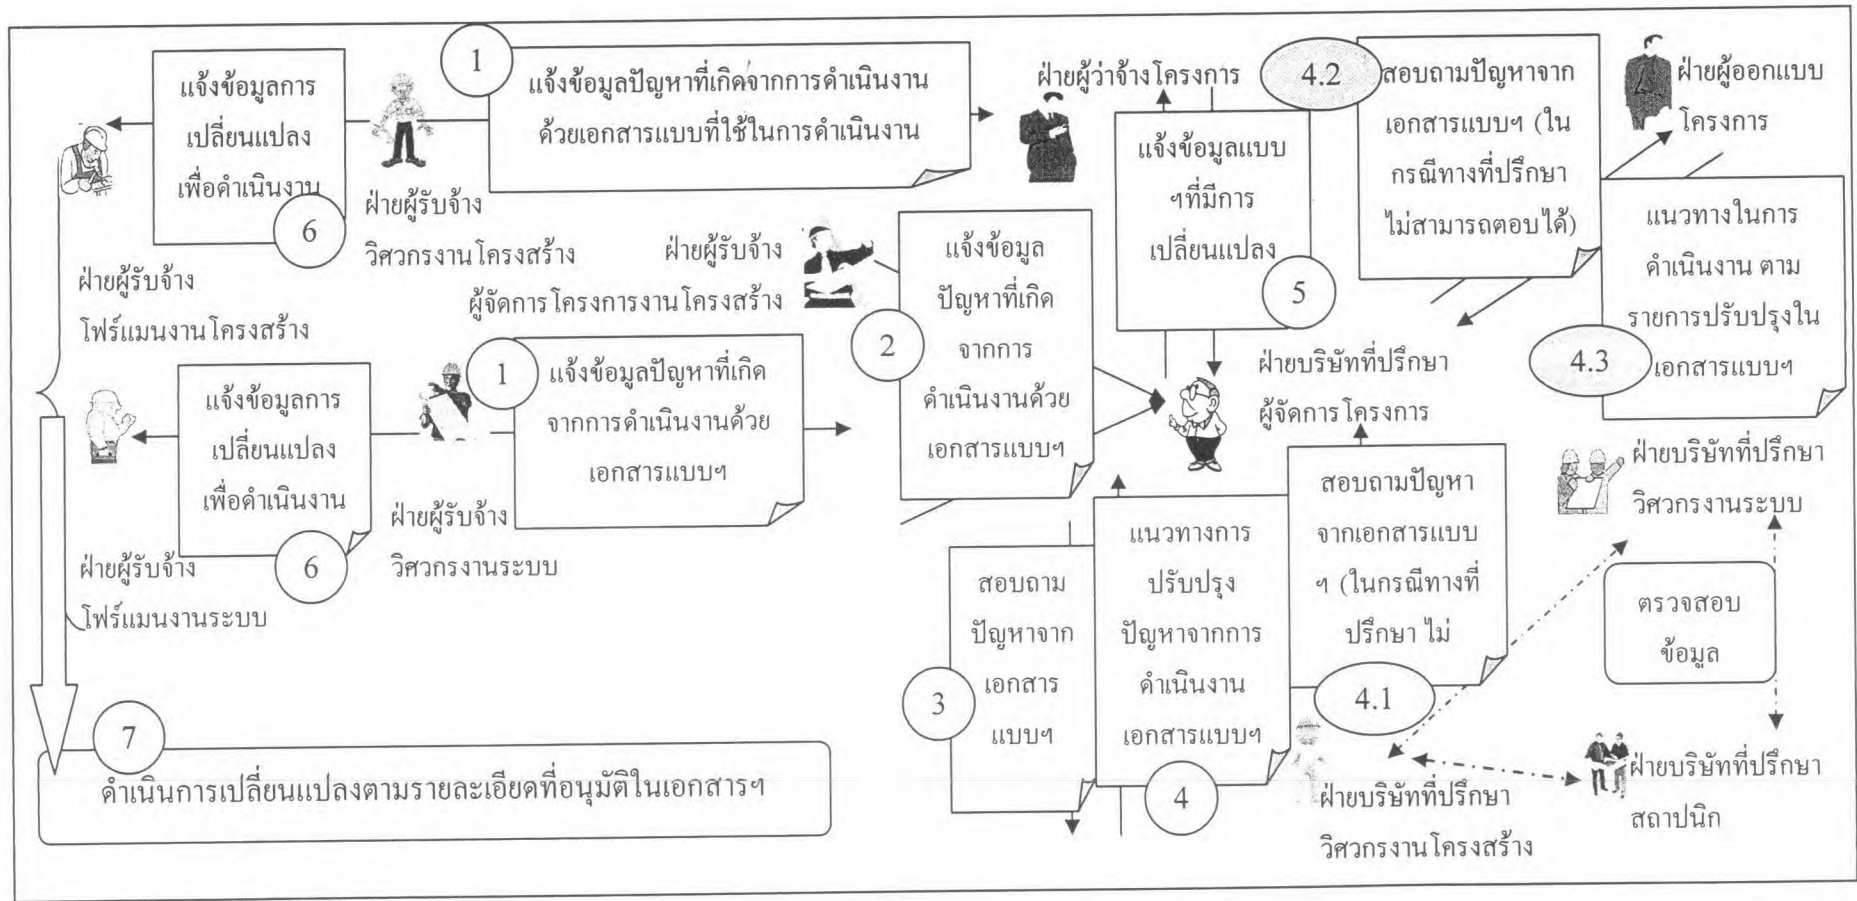 แจ้งข้อมูลการ
เปลี่ยนแปลง
เพื่อดำเนินงาน
6
1
แจ้งข้อมูลปัญหาที่เกิดจากการดำเนินงาน
ด้วยเอกสารแบบที่ใช้ในการดำเนินงาน
ฝ่ายผู้ว่าจ้างโครงการ
4.2
สอบถามปัญหาจาก
เอกสารแบบฯ (ใน
กรณีทางที่ปรึกษา
ไม่สามารถตอบได้)
ฝ่ายผู้ออกแบบ
โครงการ
ฝ่ายผู้รับจ้าง
โฟร์แมนงานโครงสร้าง
ฝ่ายผู้รับจ้าง
วิศวกรงานโครงสร้าง
ฝ่ายผู้รับจ้าง
ผู้จัดการโครงการงานโครงสร้าง
2
แจ้งข้อมูล
ปัญหาที่เกิด
จากการ
ดำเนินงานด้วย
เอกสารแบบฯ
แจ้งข้อมูลแบบ
ฯที่มีการ
เปลี่ยนแปลง
5
แนวทางในการ
ดำเนินงาน ตาม
รายการปรับปรุงใน
เอกสารแบบฯ
4.3
แจ้งข้อมูลการ
เปลี่ยนแปลง
เพื่อดำเนินงาน
6
1
แจ้งข้อมูลปัญหาที่เกิด
จากการดำเนินงานด้วย
เอกสารแบบฯ
ฝ่ายบริษัทที่ปรึกษา
ผู้จัดการโครงการ
ฝ่ายผู้รับจ้าง
โฟร์แมนงานระบบ
ฝ่ายผู้รับจ้าง
วิศวกรงานระบบ
3
สอบถาม
ปัญหาจาก
เอกสาร
แบบฯ
แนวทางการ
ปรับปรุง
ปัญหาจากการ
ดำเนินงาน
เอกสารแบบฯ
4
สอบถามปัญหา
จากเอกสารแบบ
ฯ (ในกรณีทางที่
ปรึกษา ไม่
4.1
ฝ่ายบริษัทที่ปรึกษา
วิศวกรงานระบบ
ตรวจสอบ
ข้อมูล
7
ดำเนินการเปลี่ยนแปลงตามรายละเอียดที่อนุมัติในเอกสารฯ
ฝ่ายบริษัทที่ปรึกษา
วิศวกรงานโครงสร้าง
ฝ่ายบริษัทที่ปรึกษา
สถาปนิก